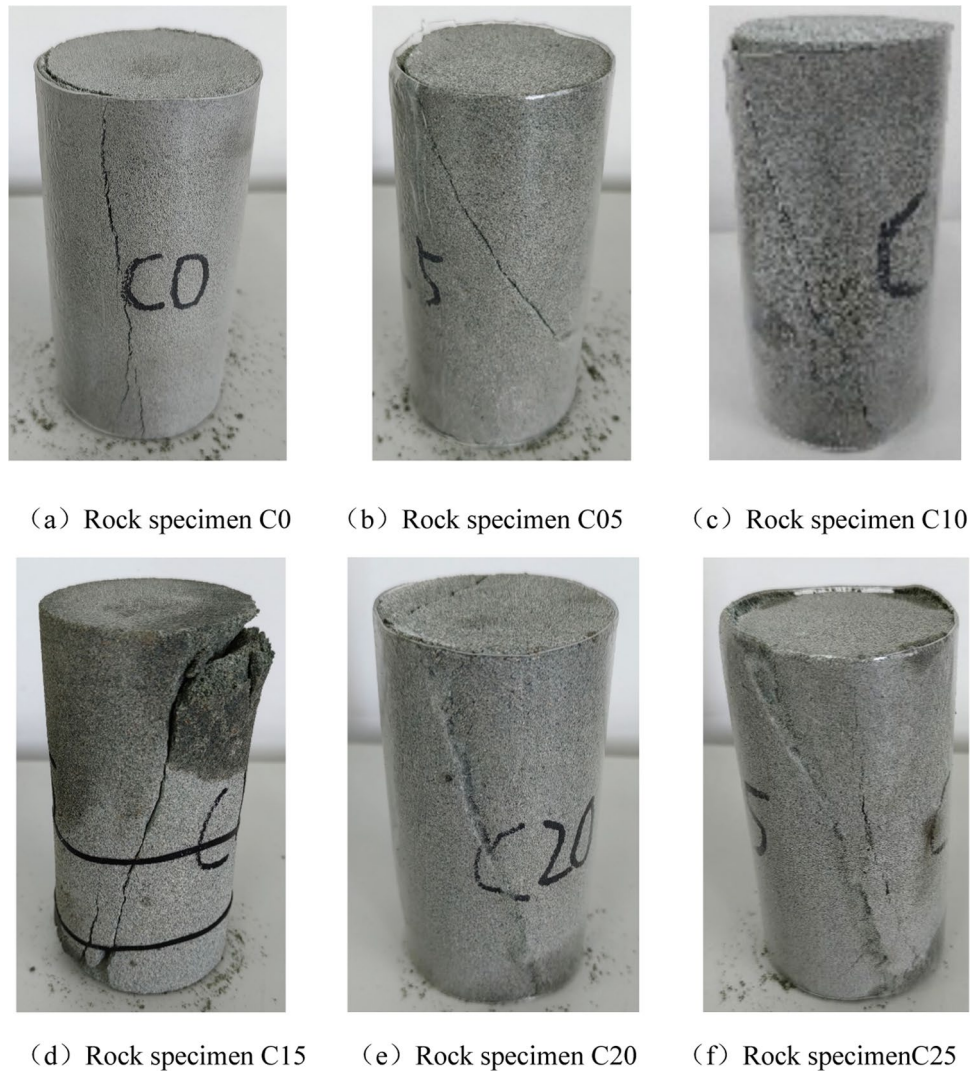 C0
5
C
（a）Rock specimen C0
（b）Rock specimen C05
（c）Rock specimen C10
C
C20
5
（d）Rock specimen C15
（e）Rock specimen C20
（f）Rock specimenC25